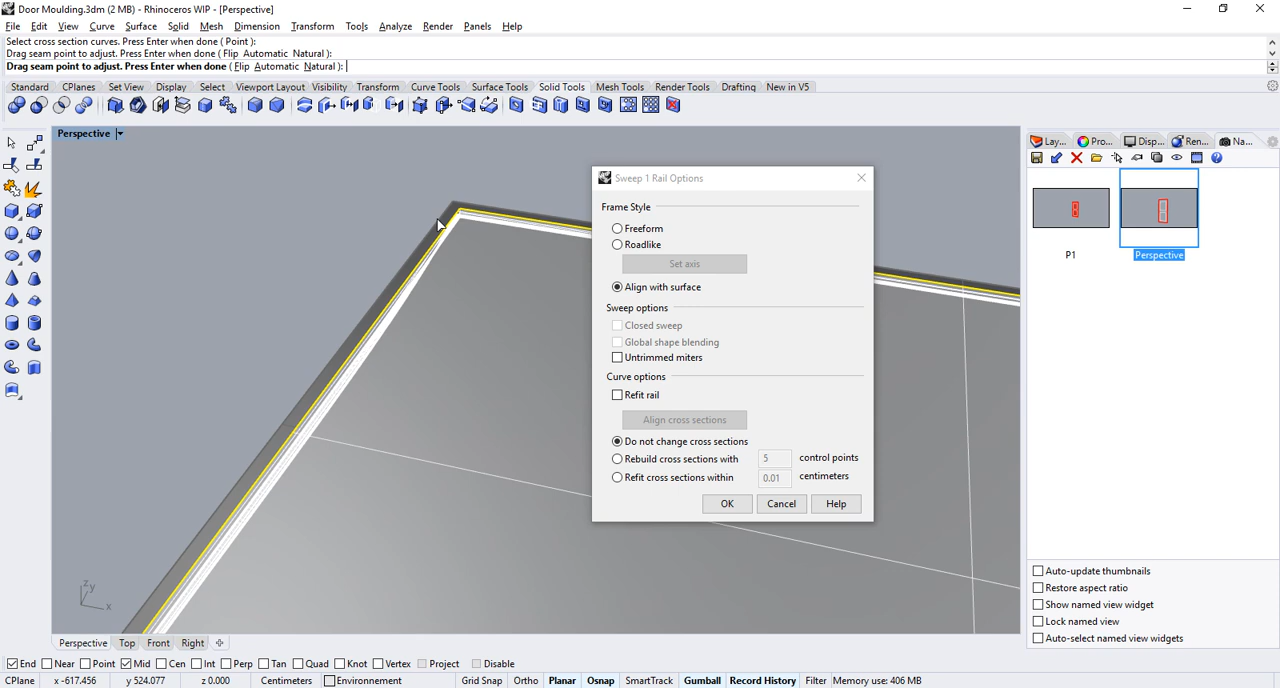 Door Moulding.3dm (2 MB) - Rhinoceros WIP - [Perspective]
File Edit View Curve Surface Solid Mesh Dimension Transform Tools Analyze Render Panels Help
Select cross section curves. Press Enter when done ( Point ):
Drag seam point to adjust. Press Enter when done ( Flip Automatic Natural ):
Drag seam point to adjust. Press Enter when done ( Flip Automatic Natural ):
Standard CPlanes Set View Display Select Viewport Layout Visibility Transform Curve Tools Surface Tools Solid Tools Mesh Tools Render Tools Drafting New in V5
Perspective
Lay... Pro... Disp... Ren... Na...
P1 Perspective
Sweep 1 Rail Options
Frame Style
Freeform
Roadlike
Set axis
Align with surface
Sweep options
Closed sweep
Global shape blending
Untrimmed miters
Curve options
Refit rail
Align cross sections
Do not change cross sections
Rebuild cross sections with 5 control points
Refit cross sections within 0.01 centimeters
OK Cancel Help
Auto-update thumbnails
Restore aspect ratio
Show named view widget
Lock named view
Auto-select named view widgets
z y x
Perspective Top Front Right
End Near Point Mid Cen Int Perp Tan Quad Knot Vertex Project Disable
CPlane x -617.456 y 524.077 z 0.000 Centimeters Environnement Grid Snap Ortho Planar Osnap SmartTrack Gumball Record History Filter Memory use: 406 MB